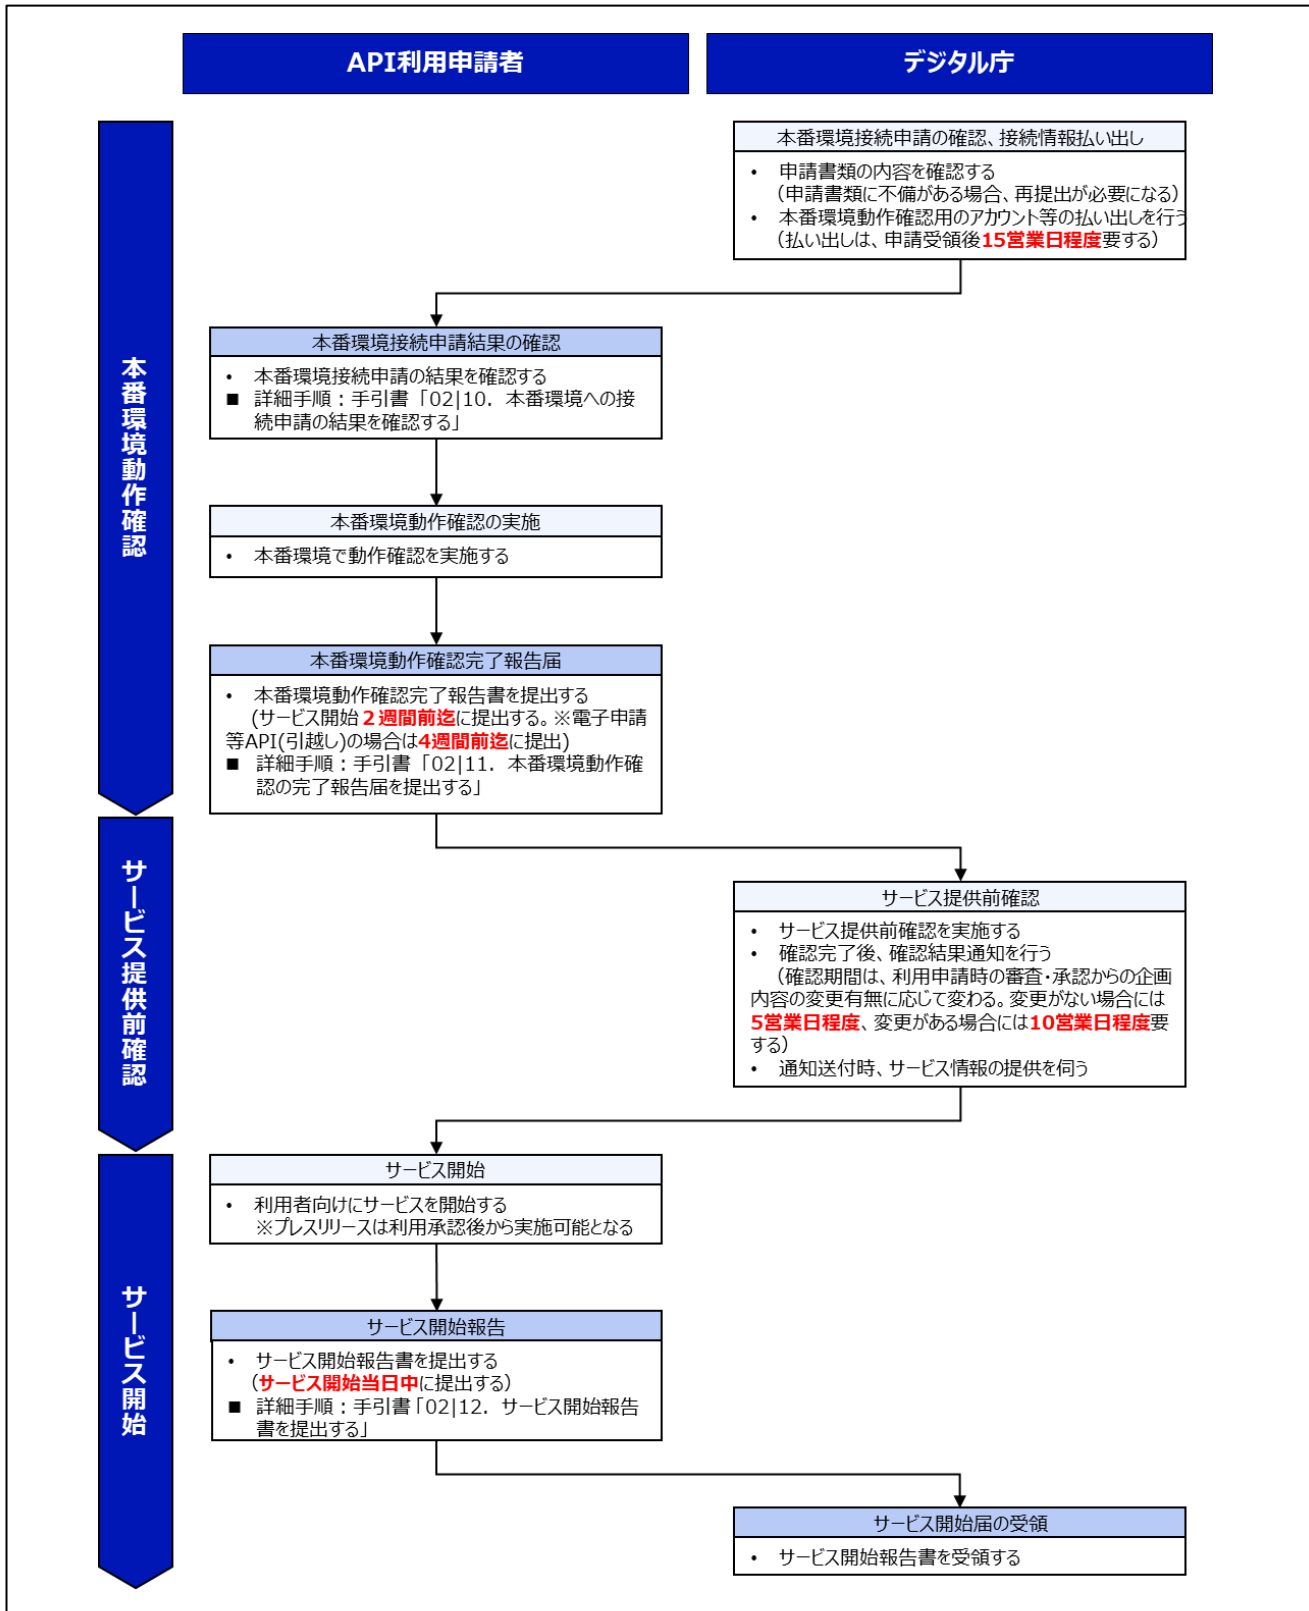 API利用申請者
デジタル庁
本番環境動作確認
本番環境接続申請の確認、接続情報払い出し
• 申請書類の内容を確認する
（申請書類に不備がある場合、再提出が必要になる）
• 本番環境動作確認用のアカウント等の払い出しを行う
（払い出しは、申請受領後15営業日程度要する）
本番環境接続申請結果の確認
• 本番環境接続申請の結果を確認する
■ 詳細手順：手引書「02|10．本番環境への接
続申請の結果を確認する」
本番環境動作確認の実施
• 本番環境で動作確認を実施する
本番環境動作確認完了報告届
• 本番環境動作確認完了報告書を提出する
(サービス開始２週間前迄に提出する。※電子申請
等API(引越し)の場合は4週間前迄に提出)
■ 詳細手順：手引書「02|11．本番環境動作確
認の完了報告届を提出する」
サービス提供前確認
サービス提供前確認
• サービス提供前確認を実施する
• 確認完了後、確認結果通知を行う
（確認期間は、利用申請時の審査・承認からの企画
内容の変更有無に応じて変わる。変更がない場合には
5営業日程度、変更がある場合には10営業日程度要
する）
• 通知送付時、サービス情報の提供を伺う
サービス開始
サービス開始
• 利用者向けにサービスを開始する
※プレスリリースは利用承認後から実施可能となる
サービス開始報告
• サービス開始報告書を提出する
（サービス開始当日中に提出する）
■ 詳細手順：手引書「02|12．サービス開始報告
書を提出する」
サービス開始届の受領
• サービス開始報告書を受領する